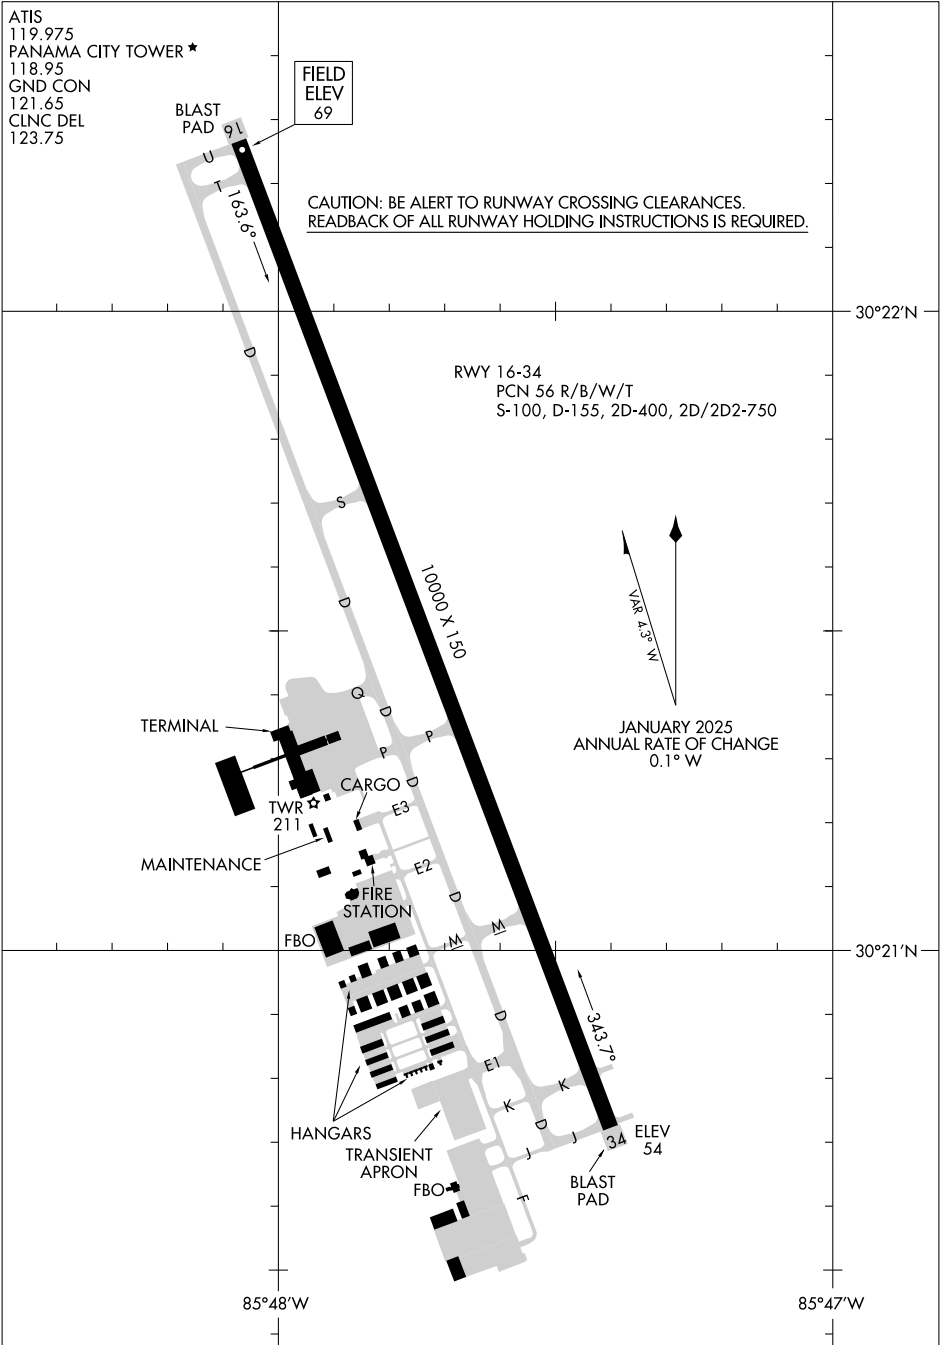 ATIS
119.975
PANAMA CITY TOWER ★
118.95
GND CON
121.65
CLNC DEL
123.75
FIELD
ELEV
69
BLAST
PAD
16
U
T
163.6°
CAUTION: BE ALERT TO RUNWAY CROSSING CLEARANCES.
READBACK OF ALL RUNWAY HOLDING INSTRUCTIONS IS REQUIRED.
30°22'N
D
RWY 16-34
PCN 56 R/B/W/T
S-100, D-155, 2D-400, 2D/2D2-750
S
D
10000 X 150
VAR 4.3° W
JANUARY 2025
ANNUAL RATE OF CHANGE
0.1° W
Q
D
P
P
D
TERMINAL
CARGO
TWR
211
E3
MAINTENANCE
E2
FIRE
STATION
D
M
M
FBO
30°21'N
D
343.7°
E1
K
K
D
J
J
34
ELEV
54
HANGARS
TRANSIENT
APRON
FBO
F
BLAST
PAD
85°48'W
85°47'W